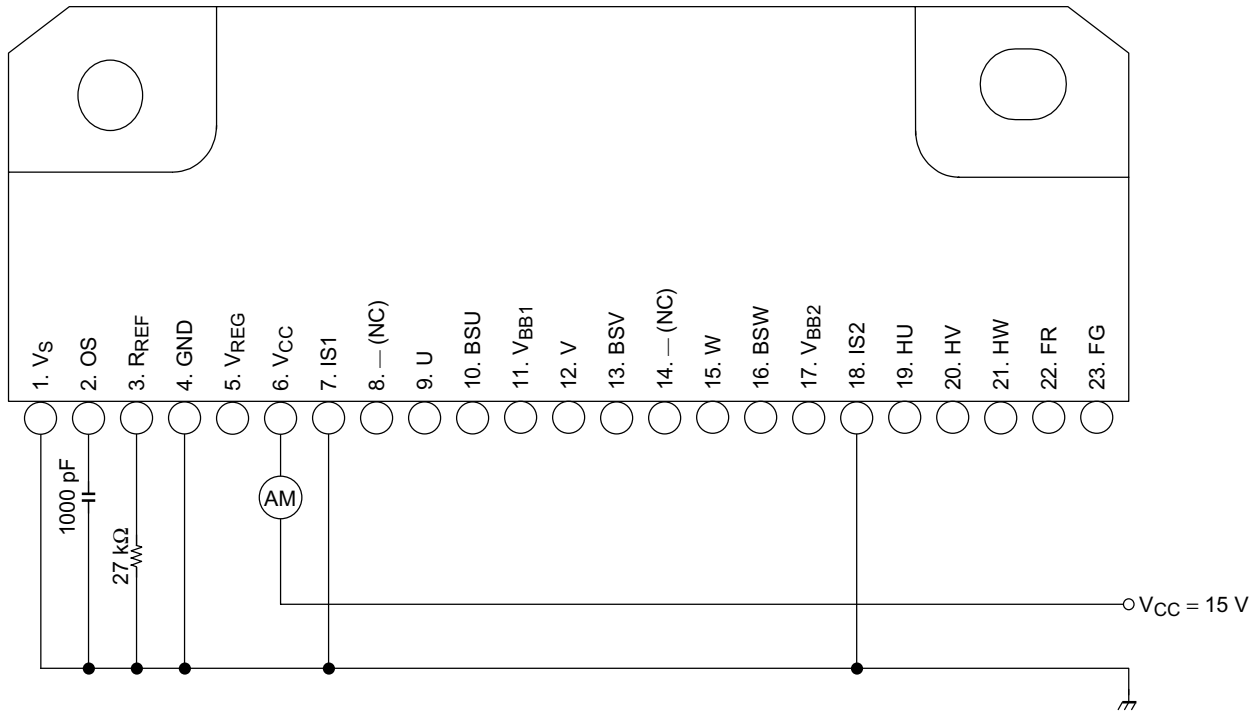 1. VS
2. OS
3. RREF
4. GND
5. VREG
6. VCC
7. IS1
8. — (NC)
9. U
10. BSU
11. VBB1
12. V
13. BSV
14. — (NC)
15. W
16. BSW
17. VBB2
18. IS2
19. HU
20. HV
21. HW
22. FR
23. FG
1000 pF
27 kΩ
AM
VCC = 15 V